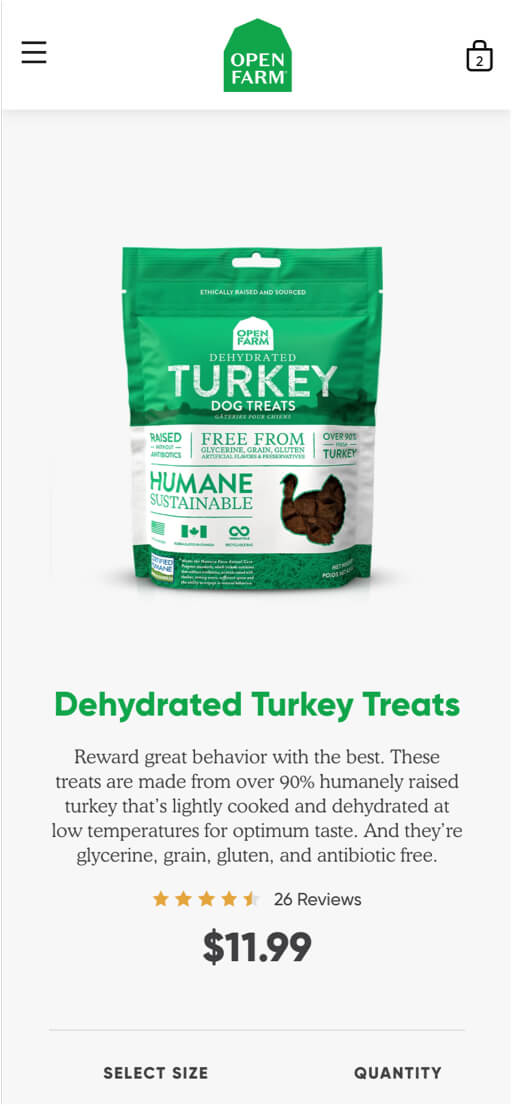 OPEN
FARM
2
ETHICALLY RAISED AND SOURCED
OPEN
FARM
DEHYDRATED
TURKEY
DOG TREATS
GÂTERIES POUR CHIENS
RAISED
WITHOUT
ANTIBIOTICS
FREE FROM
GLYCERINE, GRAIN, GLUTEN
ARTIFICIAL FLAVORS & PRESERVATIVES
OVER 90%
FRESH
TURKEY
HUMANE
SUSTAINABLE
CERTIFIED
HUMANE
Dehydrated Turkey Treats
Reward great behavior with the best. These
treats are made from over 90% humanely raised
turkey that’s lightly cooked and dehydrated at
low temperatures for optimum taste. And they’re
glycerine, grain, gluten, and antibiotic free.
26 Reviews
$11.99
SELECT SIZE
QUANTITY